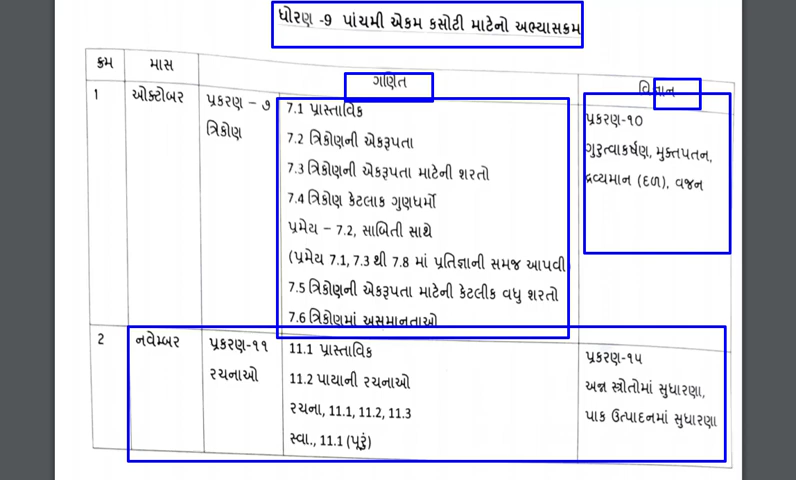 ધોરણ -9 પાંચમી એકમ કસોટી માટેનો અભ્યાસક્રમ
ક્રમ માસ ગણિત વિજ્ઞાન
1 ઓક્ટોબર પ્રકરણ – ૭ 7.1 પ્રાસ્તાવિક પ્રકરણ-૧૦
ત્રિકોણ 7.2 ત્રિકોણની એકરૂપતા ગુરુત્વાકર્ષણ, મુક્તપતન,
7.3 ત્રિકોણની એકરૂપતા માટેની શરતો દ્રવ્યમાન (દળ), વજન
7.4 ત્રિકોણ કેટલાક ગુણધર્મો
પ્રમેય – 7.2, સાબિતી સાથે
(પ્રમેય 7.1, 7.3 થી 7.8 માં પ્રતિજ્ઞાની સમજ આપવી
7.5 ત્રિકોણની એકરૂપતા માટેની કેટલીક વધુ શરતો
7.6 ત્રિકોણમાં અસમાનતાઓ
2 નવેમ્બર પ્રકરણ-૧૧ 11.1 પ્રાસ્તાવિક પ્રકરણ-૧૫
રચનાઓ 11.2 પાયાની રચનાઓ અન્ન સ્ત્રોતોમાં સુધારણા,
રચના, 11.1, 11.2, 11.3 પાક ઉત્પાદનમાં સુધારણા
સ્વા., 11.1 (પૂરું)